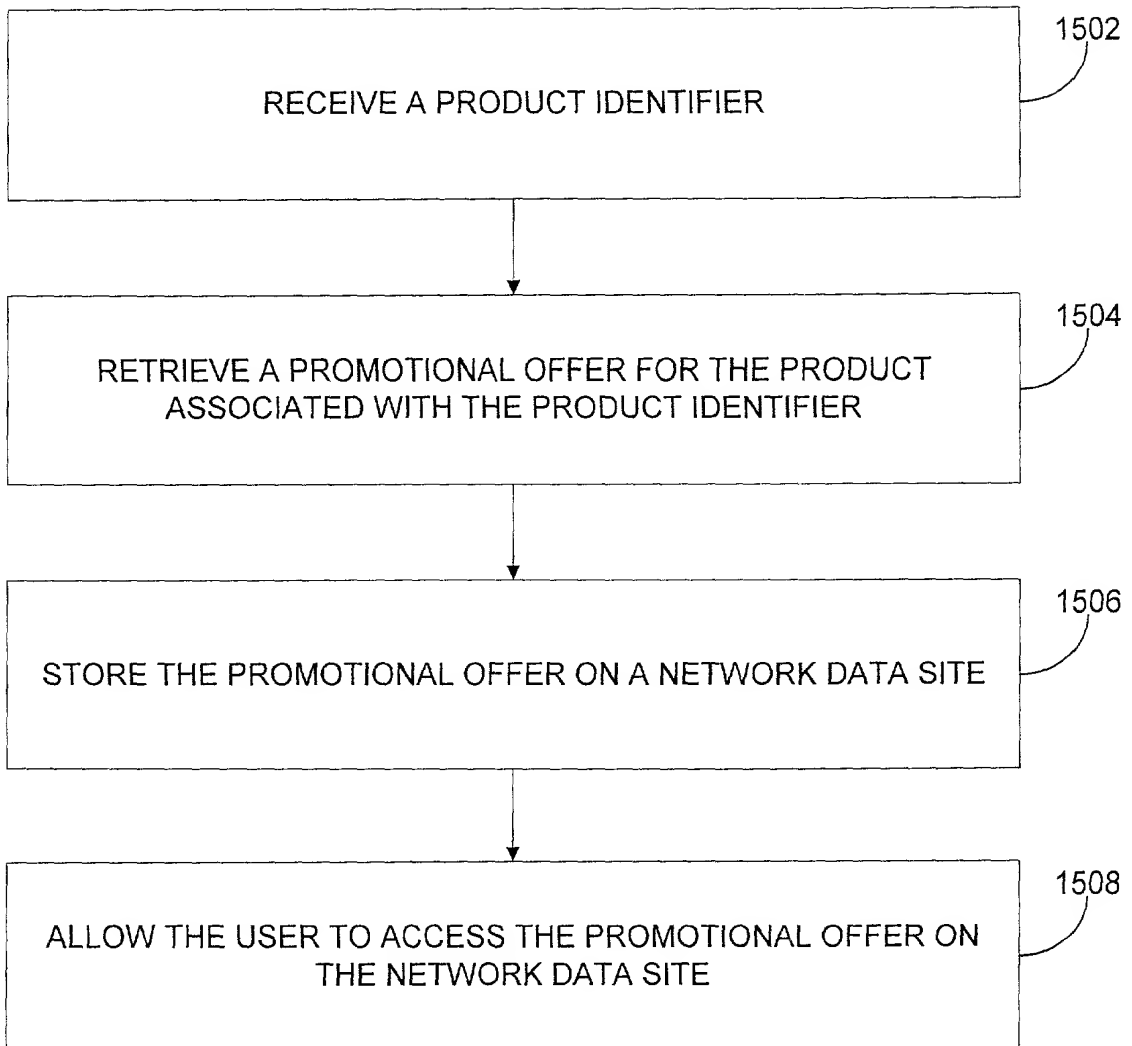 1502
RECEIVE A PRODUCT IDENTIFIER
1504
RETRIEVE A PROMOTIONAL OFFER FOR THE PRODUCT
ASSOCIATED WITH THE PRODUCT IDENTIFIER
1506
STORE THE PROMOTIONAL OFFER ON A NETWORK DATA SITE
1508
ALLOW THE USER TO ACCESS THE PROMOTIONAL OFFER ON
THE NETWORK DATA SITE